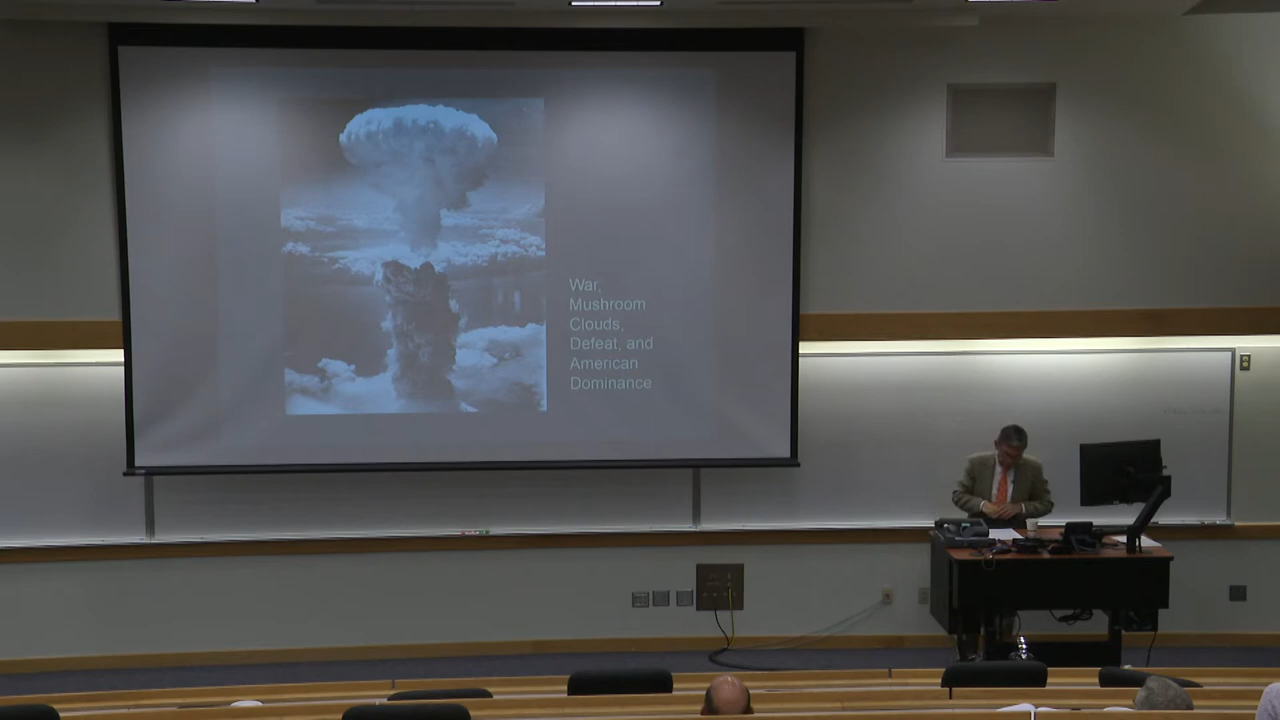 War,
Mushroom
Clouds,
Defeat, and
American
Dominance